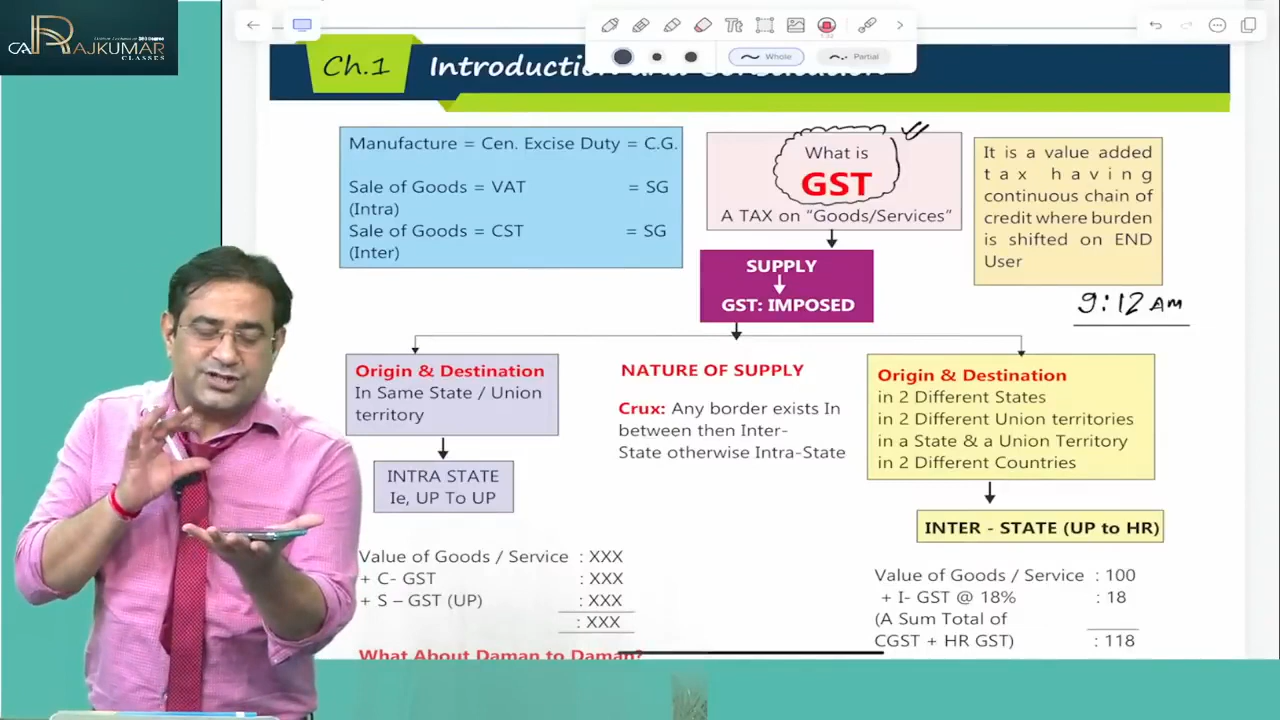 CA RAJKUMAR
CLASSES
Whole
Partial
Ch.1
Manufacture = Cen. Excise Duty = C.G.
Sale of Goods = VAT = SG
(Intra)
Sale of Goods = CST = SG
(Inter)
What is
GST
A TAX on “Goods/Services”
It is a value added
tax having
continuous chain of
credit where burden
is shifted on END
User
9:12 AM
SUPPLY
GST: IMPOSED
Origin & Destination
In Same State / Union
territory
INTRA STATE
Ie, UP To UP
NATURE OF SUPPLY
Crux: Any border exists In
between then Inter-
State otherwise Intra-State
Origin & Destination
in 2 Different States
in 2 Different Union territories
in a State & a Union Territory
in 2 Different Countries
INTER - STATE (UP to HR)
Value of Goods / Service : XXX
+ C- GST : XXX
+ S – GST (UP) : XXX
: XXX
What About Daman to Daman?
Value of Goods / Service : 100
+ I- GST @ 18% : 18
(A Sum Total of
CGST + HR GST) : 118